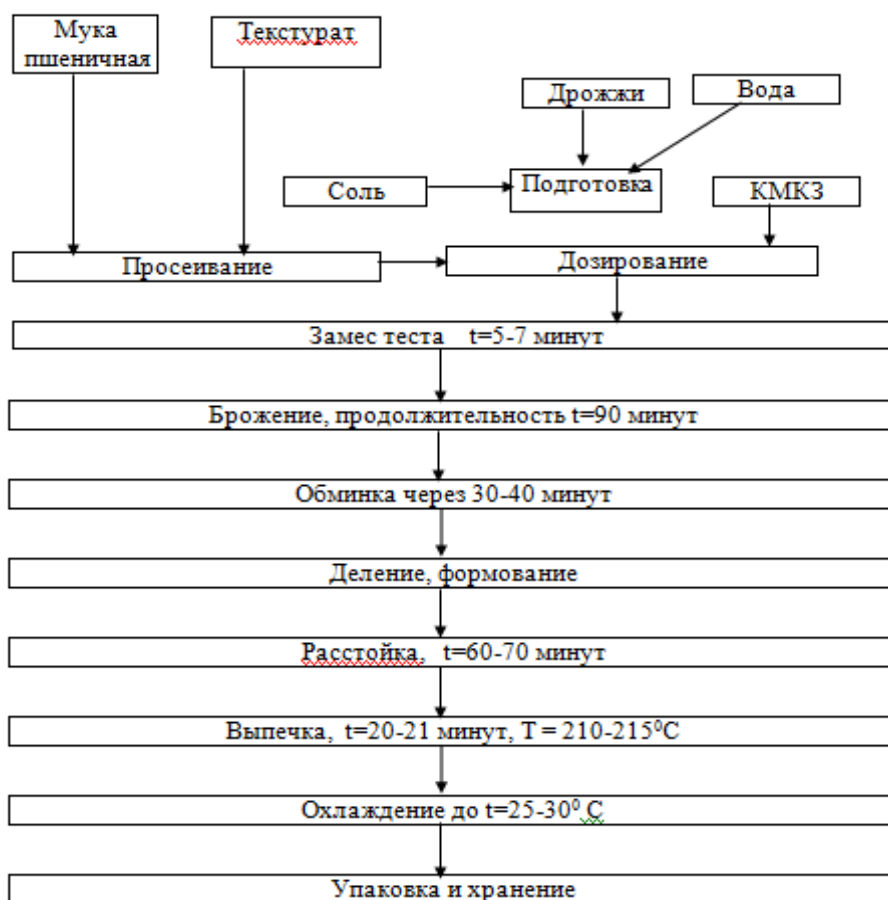 Мука
пшеничная
Текстурат
Дрожжи
Вода
Соль
Подготовка
КМКЗ
Просеивание
Дозирование
Замес теста t=5-7 минут
Брожение, продолжительность t=90 минут
Обминка через 30-40 минут
Деление, формование
Расстойка, t=60-70 минут
Выпечка, t=20-21 минут, T = 210-215⁰C
Охлаждение до t=25-30⁰ С
Упаковка и хранение